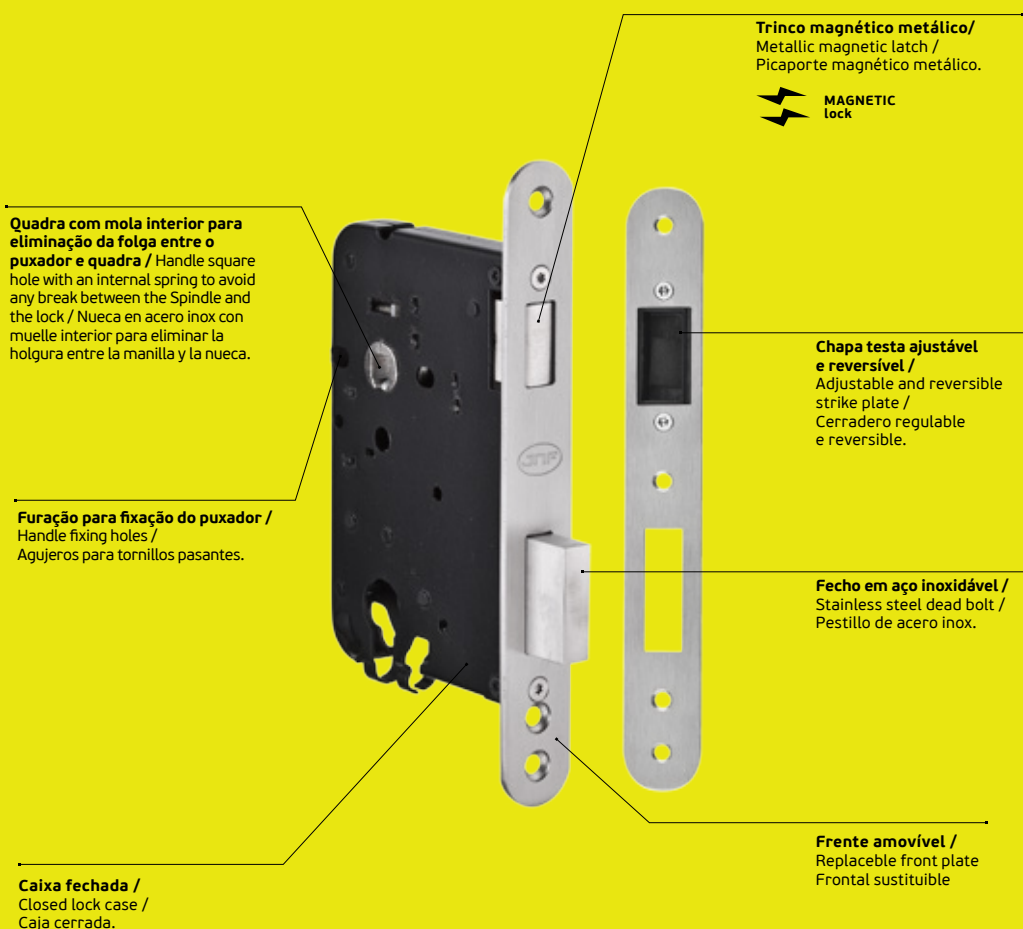 Trinco magnético metálico/
Metallic magnetic latch /
Picaporte magnético metálico.
MAGNETIC
lock
Quadra com mola interior para
eliminação da folga entre o
puxador e quadra / Handle square
hole with an internal spring to avoid
any break between the Spindle and
the lock / Nueca en acero inox con
muelle interior para eliminar la
holgura entre la manilla y la nueca.
Chapa testa ajustável
e reversível /
Adjustable and reversible
strike plate /
Cerradero regulable
e reversible.
JNF
Furação para fixação do puxador /
Handle fixing holes /
Agujeros para tornillos pasantes.
Fecho em aço inoxidável /
Stainless steel dead bolt /
Pestillo de acero inox.
Frente amovível /
Replaceble front plate
Frontal sustituible
Caixa fechada /
Closed lock case /
Caja cerrada.